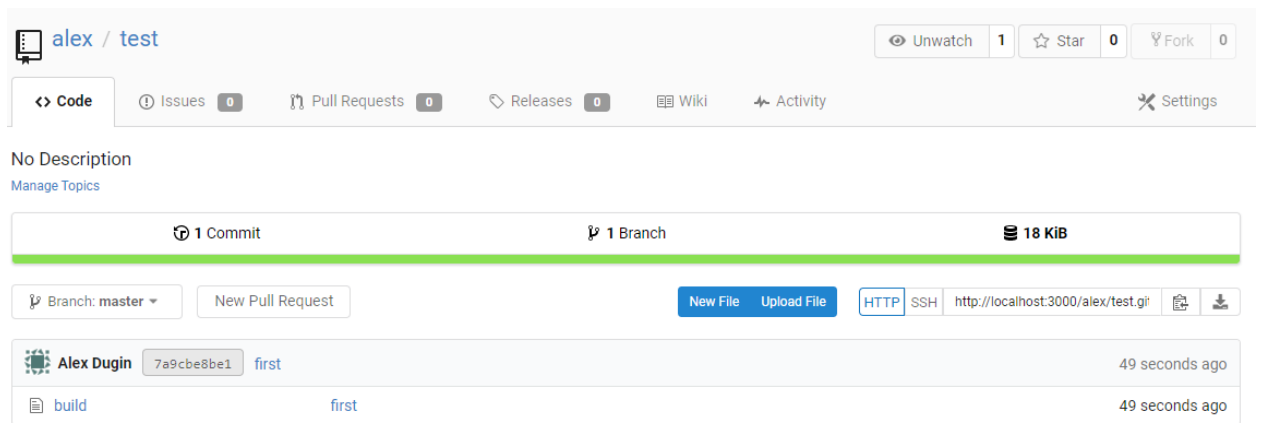 alex / test Unwatch 1 Star 0 Fork 0
<> Code Issues 0 Pull Requests 0 Releases 0 Wiki Activity Settings
No Description
Manage Topics
1 Commit 1 Branch 18 KiB
Branch: master New Pull Request New File Upload File HTTP SSH http://localhost:3000/alex/test.git
Alex Dugin 7a9cbe8be1 first 49 seconds ago
build first 49 seconds ago